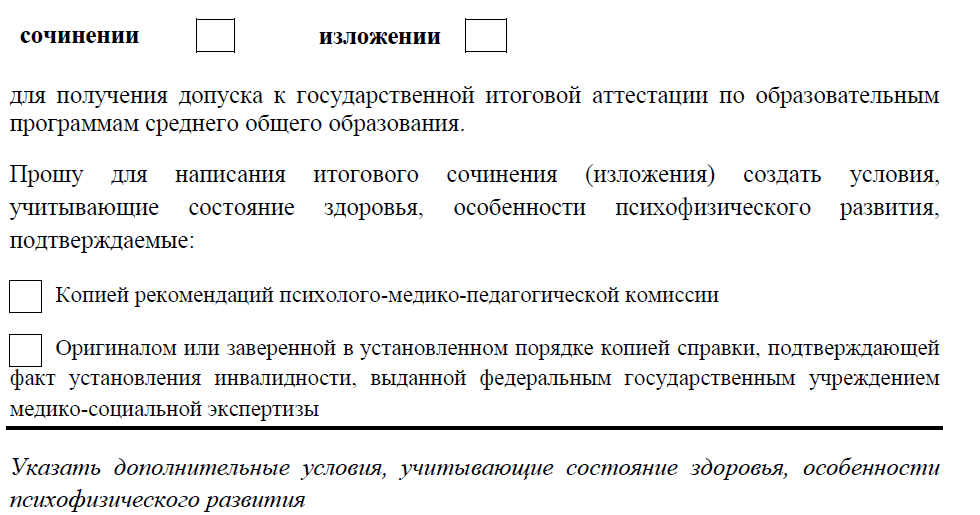 сочинении изложении
для получения допуска к государственной итоговой аттестации по образовательным
программам среднего общего образования.
Прошу для написания итогового сочинения (изложения) создать условия,
учитывающие состояние здоровья, особенности психофизического развития,
подтверждаемые:
Копией рекомендаций психолого-медико-педагогической комиссии
Оригиналом или заверенной в установленном порядке копией справки, подтверждающей
факт установления инвалидности, выданной федеральным государственным учреждением
медико-социальной экспертизы
Указать дополнительные условия, учитывающие состояние здоровья, особенности
психофизического развития